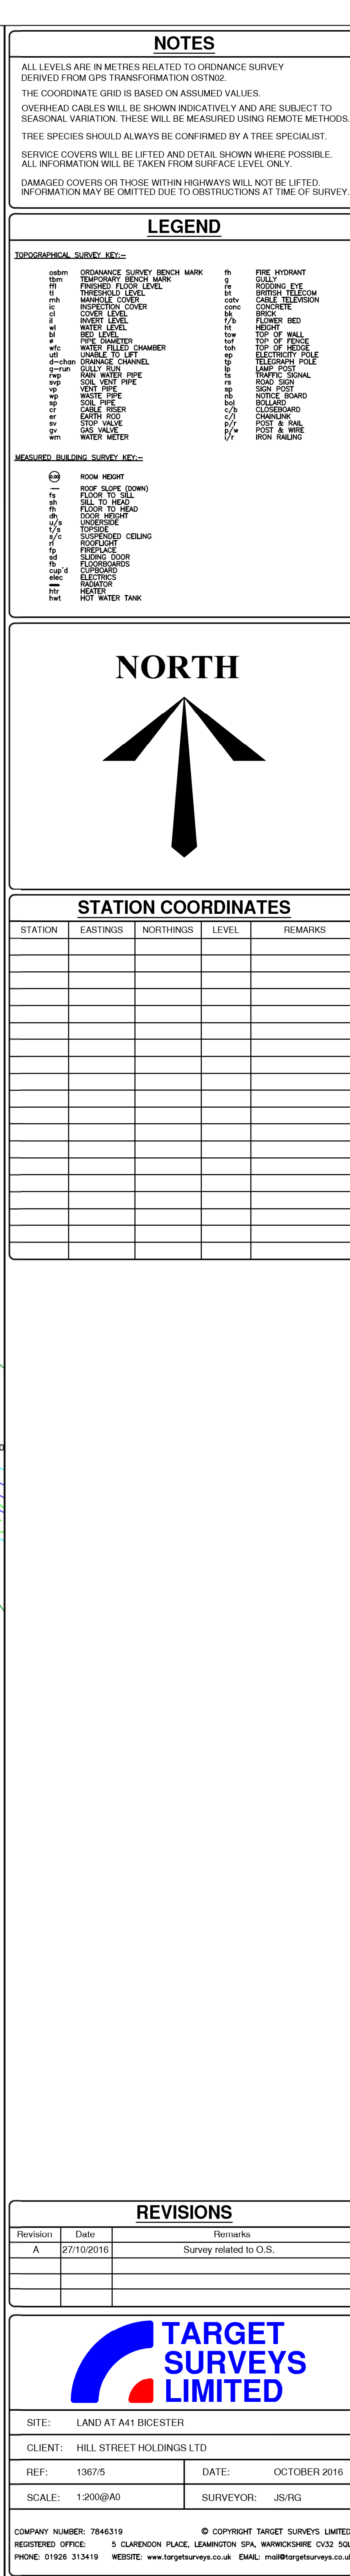 NOTES
ALL LEVELS ARE IN METRES RELATED TO ORDNANCE SURVEY
DERIVED FROM GPS TRANSFORMATION OSTN02.
THE COORDINATE GRID IS BASED ON ASSUMED VALUES.
OVERHEAD CABLES WILL BE SHOWN INDICATIVELY AND ARE SUBJECT TO
SEASONAL VARIATION. THESE WILL BE MEASURED USING REMOTE METHODS.
TREE SPECIES SHOULD ALWAYS BE CONFIRMED BY A TREE SPECIALIST.
SERVICE COVERS WILL BE LIFTED AND DETAIL SHOWN WHERE POSSIBLE.
ALL INFORMATION WILL BE TAKEN FROM SURFACE LEVEL ONLY.
DAMAGED COVERS OR THOSE WITHIN HIGHWAYS WILL NOT BE LIFTED.
INFORMATION MAY BE OMITTED DUE TO OBSTRUCTIONS AT TIME OF SURVEY.
LEGEND
TOPOGRAPHICAL SURVEY KEY:-
osbm ORDANANCE SURVEY BENCH MARK
tbm TEMPORARY BENCH MARK
ffl FINISHED FLOOR LEVEL
tl THRESHOLD LEVEL
mh MANHOLE COVER
ic INSPECTION COVER
cl COVER LEVEL
il INVERT LEVEL
wl WATER LEVEL
bl BED LEVEL
ø PIPE DIAMETER
wfc WATER FILLED CHAMBER
utl UNABLE TO LIFT
d-chan DRAINAGE CHANNEL
g-run GULLY RUN
rwp RAIN WATER PIPE
svp SOIL VENT PIPE
vp VENT PIPE
wp WASTE PIPE
sp SOIL PIPE
cr CABLE RISER
er EARTH ROD
sv STOP VALVE
gv GAS VALVE
wm WATER METER
fh FIRE HYDRANT
g GULLY
re RODDING EYE
bt BRITISH TELECOM
catv CABLE TELEVISION
conc CONCRETE
bk BRICK
f/b FLOWER BED
ht HEIGHT
tow TOP OF WALL
tof TOP OF FENCE
toh TOP OF HEDGE
ep ELECTRICITY POLE
tp TELEGRAPH POLE
lp LAMP POST
ts TRAFFIC SIGNAL
rs ROAD SIGN
sp SIGN POST
nb NOTICE BOARD
bol BOLLARD
c/b CLOSEBOARD
c/l CHAINLINK
p/r POST & RAIL
p/w POST & WIRE
i/r IRON RAILING
MEASURED BUILDING SURVEY KEY:-
0.00 ROOM HEIGHT
ROOF SLOPE (DOWN)
fs FLOOR TO SILL
sh SILL TO HEAD
fh FLOOR TO HEAD
dh DOOR HEIGHT
u/s UNDERSIDE
t/s TOPSIDE
s/c SUSPENDED CEILING
rl ROOFLIGHT
fp FIREPLACE
sd SLIDING DOOR
fb FLOORBOARDS
cup'd CUPBOARD
elec ELECTRICS
RADIATOR
htr HEATER
hwt HOT WATER TANK
NORTH
STATION COORDINATES
STATION EASTINGS NORTHINGS LEVEL REMARKS
REVISIONS
Revision Date Remarks
A 27/10/2016 Survey related to O.S.
TARGET
SURVEYS
LIMITED
SITE: LAND AT A41 BICESTER
CLIENT: HILL STREET HOLDINGS LTD
REF: 1367/5 DATE: OCTOBER 2016
SCALE: 1:200@A0 SURVEYOR: JS/RG
COMPANY NUMBER: 7846319 © COPYRIGHT TARGET SURVEYS LIMITED
REGISTERED OFFICE: 5 CLARENDON PLACE, LEAMINGTON SPA, WARWICKSHIRE CV32 5QL
PHONE: 01926 313419 WEBSITE: www.targetsurveys.co.uk EMAIL: mail@targetsurveys.co.uk